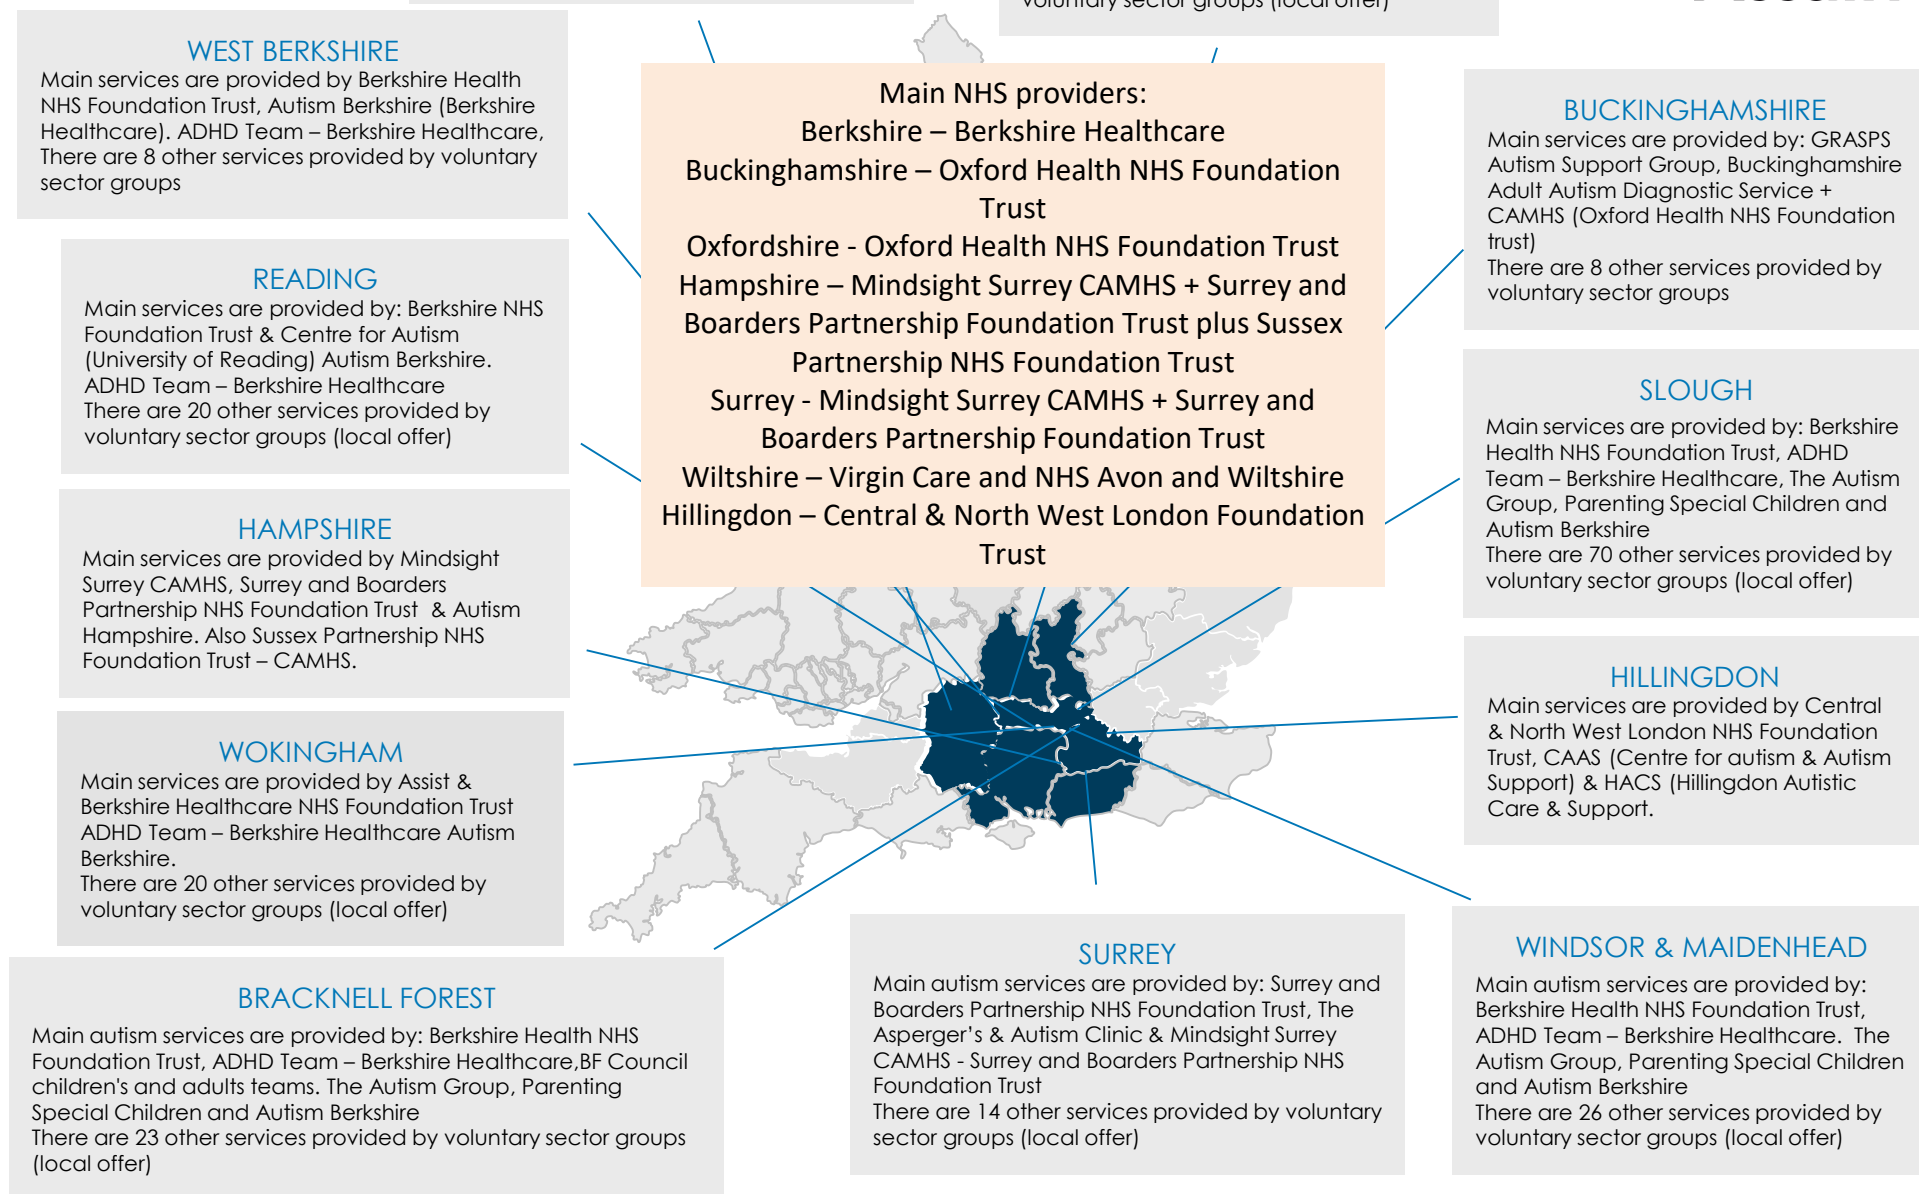 voluntary sector groups (local offer)
WEST BERKSHIRE
Main services are provided by Berkshire Health
NHS Foundation Trust, Autism Berkshire (Berkshire
Healthcare). ADHD Team – Berkshire Healthcare,
There are 8 other services provided by voluntary
sector groups
Main NHS providers:
Berkshire – Berkshire Healthcare
Buckinghamshire – Oxford Health NHS Foundation
Trust
Oxfordshire - Oxford Health NHS Foundation Trust
Hampshire – Mindsight Surrey CAMHS + Surrey and
Boarders Partnership Foundation Trust plus Sussex
Partnership NHS Foundation Trust
Surrey - Mindsight Surrey CAMHS + Surrey and
Boarders Partnership Foundation Trust
Wiltshire – Virgin Care and NHS Avon and Wiltshire
Hillingdon – Central & North West London Foundation
Trust
BUCKINGHAMSHIRE
Main services are provided by: GRASPS
Autism Support Group, Buckinghamshire
Adult Autism Diagnostic Service +
CAMHS (Oxford Health NHS Foundation
trust)
There are 8 other services provided by
voluntary sector groups
READING
Main services are provided by: Berkshire NHS
Foundation Trust & Centre for Autism
(University of Reading) Autism Berkshire.
ADHD Team – Berkshire Healthcare
There are 20 other services provided by
voluntary sector groups (local offer)
SLOUGH
Main services are provided by: Berkshire
Health NHS Foundation Trust, ADHD
Team – Berkshire Healthcare, The Autism
Group, Parenting Special Children and
Autism Berkshire
There are 70 other services provided by
voluntary sector groups (local offer)
HAMPSHIRE
Main services are provided by Mindsight
Surrey CAMHS, Surrey and Boarders
Partnership NHS Foundation Trust & Autism
Hampshire. Also Sussex Partnership NHS
Foundation Trust – CAMHS.
HILLINGDON
Main services are provided by Central
& North West London NHS Foundation
Trust, CAAS (Centre for autism & Autism
Support) & HACS (Hillingdon Autistic
Care & Support.
WOKINGHAM
Main services are provided by Assist &
Berkshire Healthcare NHS Foundation Trust
ADHD Team – Berkshire Healthcare Autism
Berkshire.
There are 20 other services provided by
voluntary sector groups (local offer)
BRACKNELL FOREST
Main autism services are provided by: Berkshire Health NHS
Foundation Trust, ADHD Team – Berkshire Healthcare,BF Council
children's and adults teams. The Autism Group, Parenting
Special Children and Autism Berkshire
There are 23 other services provided by voluntary sector groups
(local offer)
SURREY
Main autism services are provided by: Surrey and
Boarders Partnership NHS Foundation Trust, The
Asperger’s & Autism Clinic & Mindsight Surrey
CAMHS - Surrey and Boarders Partnership NHS
Foundation Trust
There are 14 other services provided by voluntary
sector groups (local offer)
WINDSOR & MAIDENHEAD
Main autism services are provided by:
Berkshire Health NHS Foundation Trust,
ADHD Team – Berkshire Healthcare. The
Autism Group, Parenting Special Children
and Autism Berkshire
There are 26 other services provided by
voluntary sector groups (local offer)